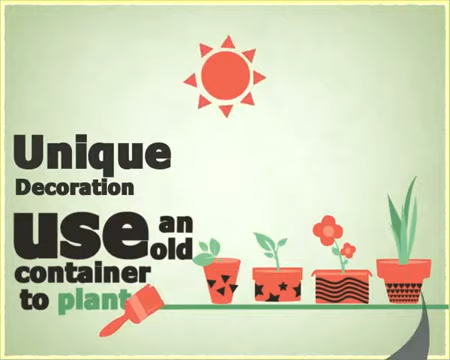 Unique
Decoration
use an old
container
to plant